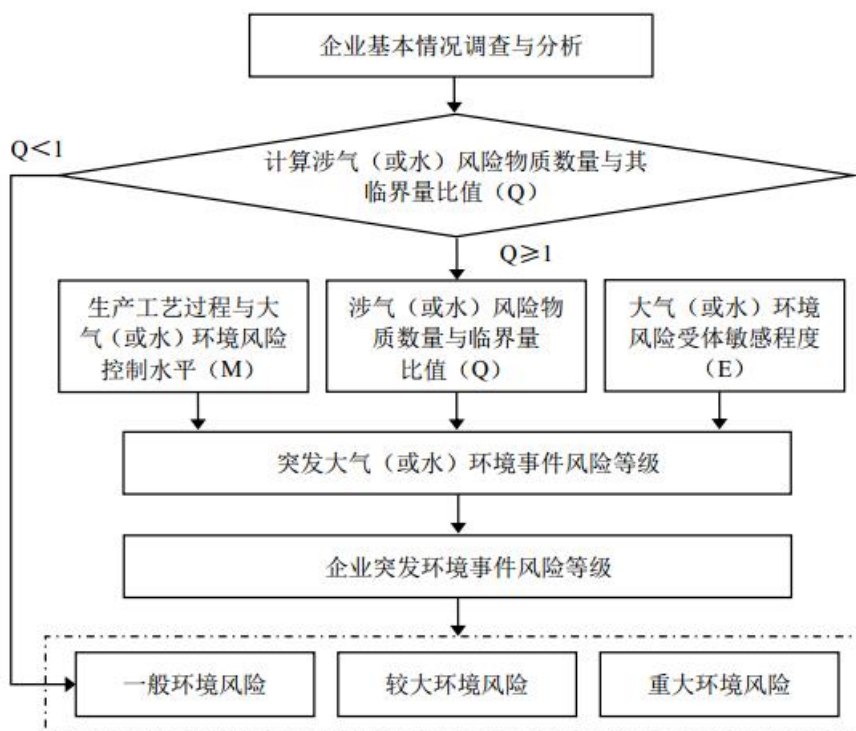 企业基本情况调查与分析
Q＜1
计算涉气（或水）风险物质数量与其
临界量比值（Q）
Q≥1
生产工艺过程与大
气（或水）环境风险
控制水平（M）
涉气（或水）风险物
质数量与临界量
比值（Q）
大气（或水）环境
风险受体敏感程度
（E）
突发大气（或水）环境事件风险等级
企业突发环境事件风险等级
一般环境风险
较大环境风险
重大环境风险